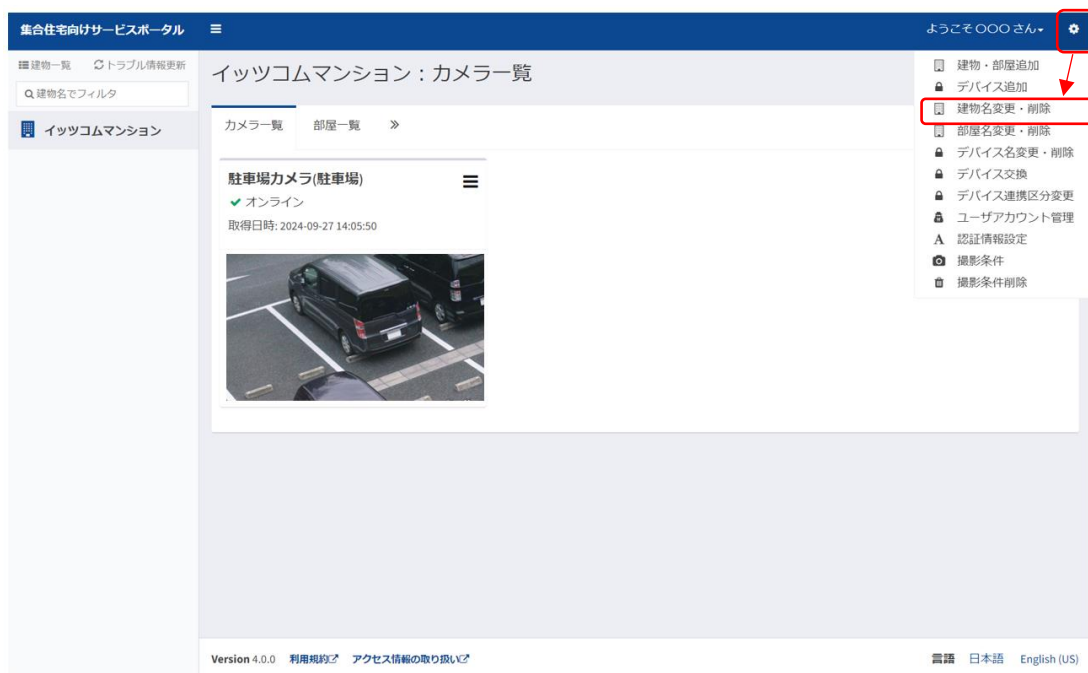 集合住宅向けサービスポータル
ようこそ〇〇〇さん
建物一覧 トラブル情報更新
建物名でフィルタ
イッツコムマンション
イッツコムマンション：カメラ一覧
カメラ一覧 部屋一覧 »
駐車場カメラ(駐車場)
オンライン
取得日時: 2024-09-27 14:05:50
建物・部屋追加
デバイス追加
建物名変更・削除
部屋名変更・削除
デバイス名変更・削除
デバイス交換
デバイス連携区分変更
ユーザアカウント管理
認証情報設定
撮影条件
撮影条件削除
Version 4.0.0 利用規約 アクセス情報の取り扱い
言語 日本語 English (US)